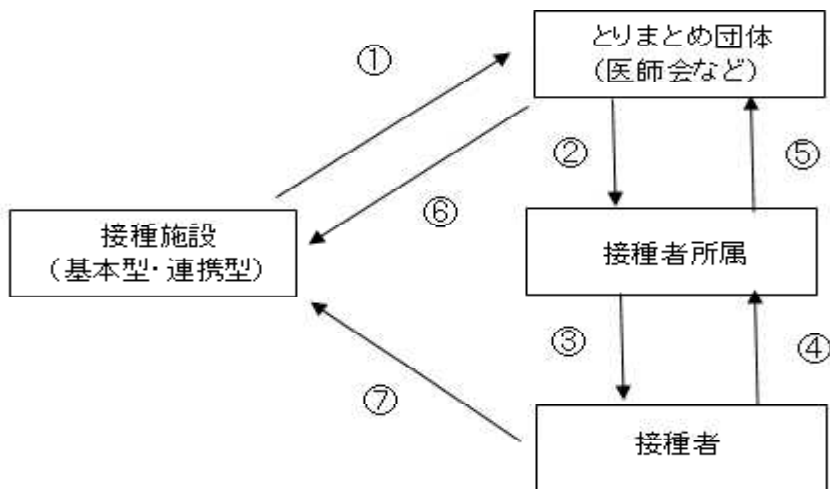 とりまとめ団体
(医師会など)
①
②
⑤
⑥
接種施設
(基本型・連携型)
接種者所属
③
④
⑦
接種者